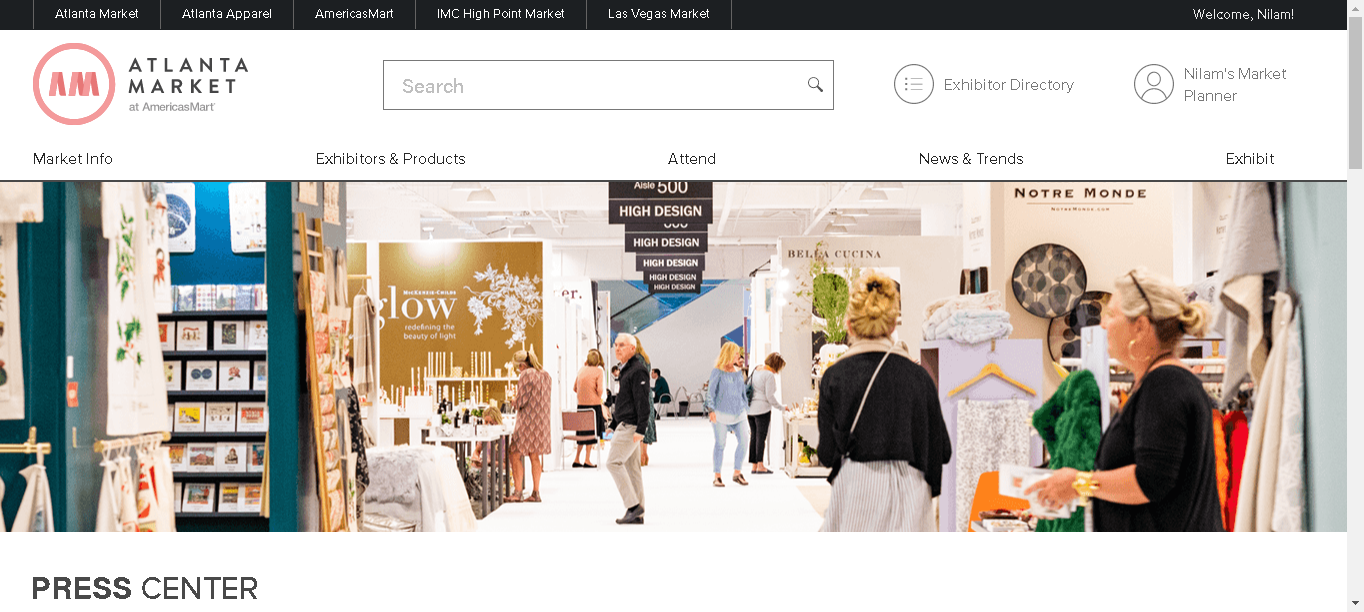 Atlanta Market
Atlanta Apparel
AmericasMart
IMC High Point Market
Las Vegas Market
Welcome, Nilam!
AM
ATLANTA
MARKET
at AmericasMart
Search
Exhibitor Directory
Nilam's Market
Planner
Market Info
Exhibitors & Products
Attend
News & Trends
Exhibit
Aisle 500
HIGH DESIGN
HIGH DESIGN
HIGH DESIGN
HIGH DESIGN
HIGH DESIGN
NOTRE MONDE
NOTREMONDE.COM
BELLA CUCINA
MACKENZIE-CHILDS
glow
redefining the
beauty of light
PRESS CENTER